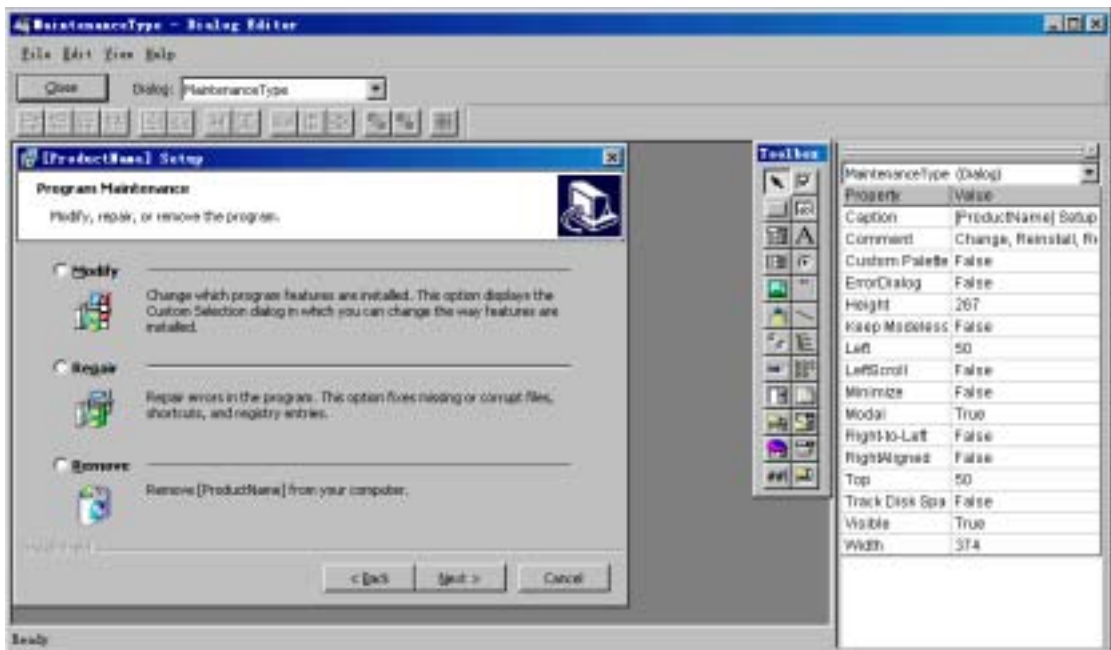 MaintenanceType - Dialog Editor
File Edit View Help
Close Dialog: MaintenanceType
[ProductName] Setup
Program Maintenance
Modify, repair, or remove the program.
Modify
Change which program features are installed. This option displays the
Custom Selection dialog in which you can change the way features are
installed.
Repair
Repair errors in the program. This option fixes missing or corrupt files,
shortcuts, and registry entries.
Remove
Remove [ProductName] from your computer.
< Back Next > Cancel
Ready
Toolbox
MaintenanceType (Dialog)
Property Value
Caption [ProductName] Setup
Comment Change, Reinstall, Re
Custom Palette False
ErrorDialog False
Height 267
Keep Modeless False
Left 50
LeftScroll False
Minimize False
Modal True
Right-to-Left False
RightAligned False
Top 50
Track Disk Spa False
Visible True
Width 374